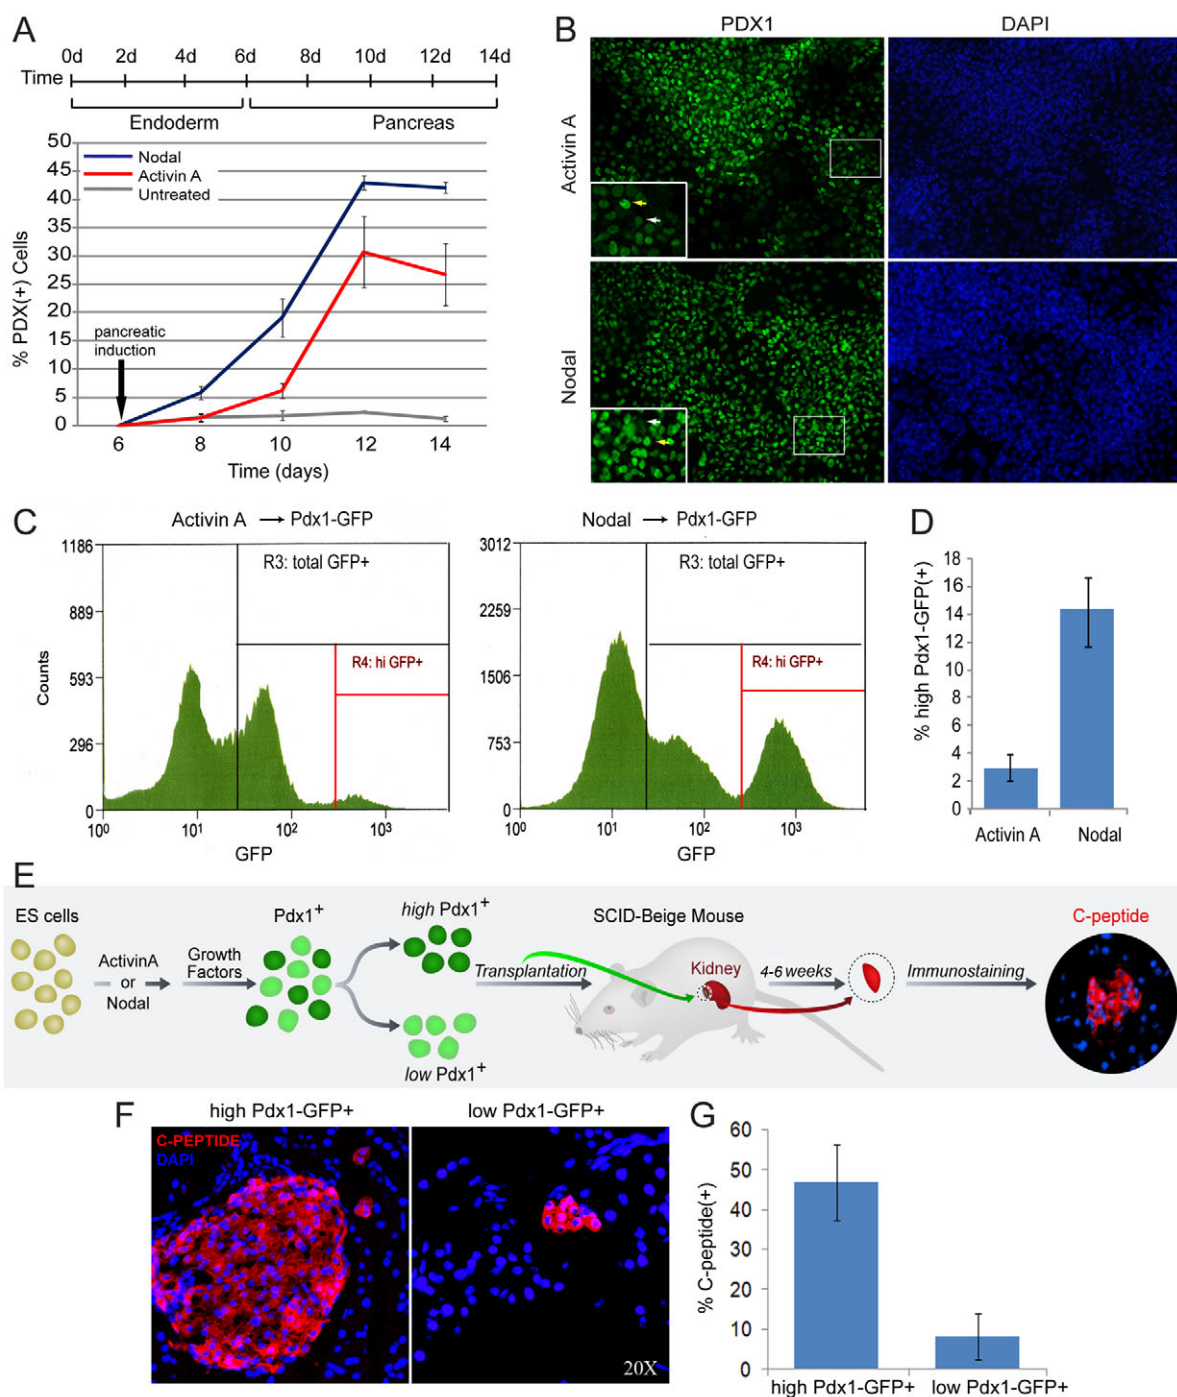 A
0d 2d 4d 6d 8d 10d 12d 14d
Time
Endoderm Pancreas
50
45
40
35
30
25
20
15
10
5
0
% PDX(+) Cells
Nodal
Activin A
Untreated
pancreatic
induction
6 8 10 12 14
Time (days)
B
PDX1 DAPI
Activin A
Nodal
C
Activin A → Pdx1-GFP
1186
889
593
296
0
Counts
R3: total GFP+
R4: hi GFP+
10⁰ 10¹ 10² 10³
GFP
Nodal → Pdx1-GFP
3012
2259
1506
753
0
R3: total GFP+
R4: hi GFP+
10⁰ 10¹ 10² 10³
GFP
D
% high Pdx1-GFP(+)
18
16
14
12
10
8
6
4
2
0
Activin A Nodal
E
ES cells
ActivinA
or
Nodal
Growth
Factors
Pdx1⁺
high Pdx1⁺
low Pdx1⁺
Transplantation
SCID-Beige Mouse
Kidney
4-6 weeks
Immunostaining
C-peptide
F
high Pdx1-GFP+ low Pdx1-GFP+
C-PEPTIDE
DAPI
20X
G
% C-peptide(+)
60
50
40
30
20
10
0
high Pdx1-GFP+ low Pdx1-GFP+